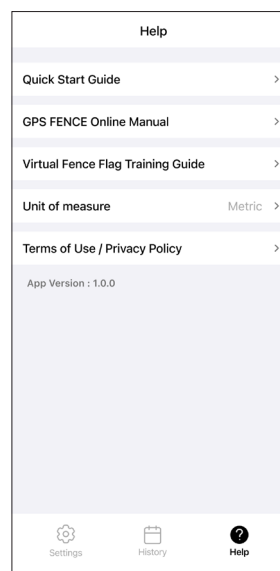 Help
Quick Start Guide
GPS FENCE Online Manual
Virtual Fence Flag Training Guide
Unit of measure Metric
Terms of Use / Privacy Policy
App Version : 1.0.0
Settings History Help